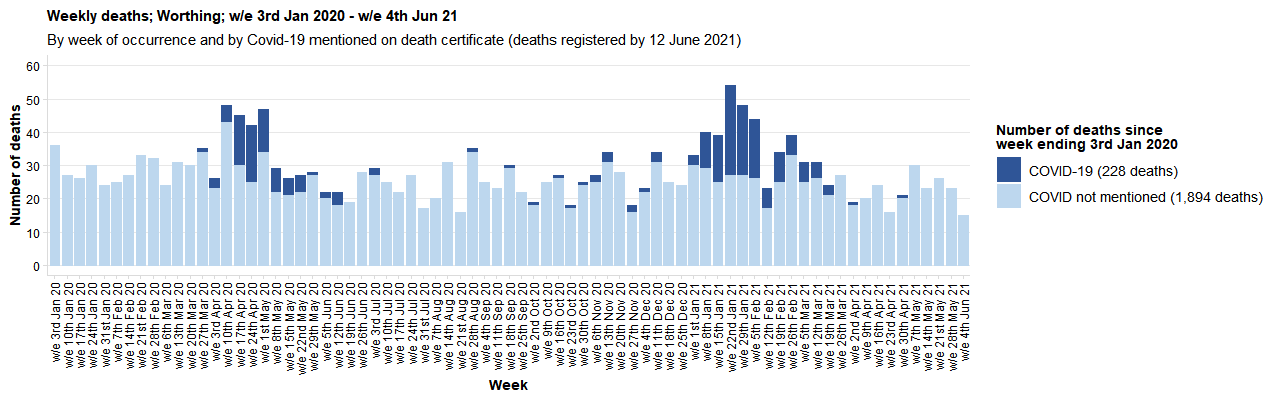 Weekly deaths; Worthing; w/e 3rd Jan 2020 - w/e 4th Jun 21
By week of occurrence and by Covid-19 mentioned on death certificate (deaths registered by 12 June 2021)
Number of deaths
60
50
40
30
20
10
0
w/e 3rd Jan 20
w/e 10th Jan 20
w/e 17th Jan 20
w/e 24th Jan 20
w/e 31st Jan 20
w/e 7th Feb 20
w/e 14th Feb 20
w/e 21st Feb 20
w/e 28th Feb 20
w/e 6th Mar 20
w/e 13th Mar 20
w/e 20th Mar 20
w/e 27th Mar 20
w/e 3rd Apr 20
w/e 10th Apr 20
w/e 17th Apr 20
w/e 24th Apr 20
w/e 1st May 20
w/e 8th May 20
w/e 15th May 20
w/e 22nd May 20
w/e 29th May 20
w/e 5th Jun 20
w/e 12th Jun 20
w/e 19th Jun 20
w/e 26th Jun 20
w/e 3rd Jul 20
w/e 10th Jul 20
w/e 17th Jul 20
w/e 24th Jul 20
w/e 31st Jul 20
w/e 7th Aug 20
w/e 14th Aug 20
w/e 21st Aug 20
w/e 28th Aug 20
w/e 4th Sep 20
w/e 11th Sep 20
w/e 18th Sep 20
w/e 25th Sep 20
w/e 2nd Oct 20
w/e 9th Oct 20
w/e 16th Oct 20
w/e 23rd Oct 20
w/e 30th Oct 20
w/e 6th Nov 20
w/e 13th Nov 20
w/e 20th Nov 20
w/e 27th Nov 20
w/e 4th Dec 20
w/e 11th Dec 20
w/e 18th Dec 20
w/e 25th Dec 20
w/e 1st Jan 21
w/e 8th Jan 21
w/e 15th Jan 21
w/e 22nd Jan 21
w/e 29th Jan 21
w/e 5th Feb 21
w/e 12th Feb 21
w/e 19th Feb 21
w/e 26th Feb 21
w/e 5th Mar 21
w/e 12th Mar 21
w/e 19th Mar 21
w/e 26th Mar 21
w/e 2nd Apr 21
w/e 9th Apr 21
w/e 16th Apr 21
w/e 23rd Apr 21
w/e 30th Apr 21
w/e 7th May 21
w/e 14th May 21
w/e 21st May 21
w/e 28th May 21
w/e 4th Jun 21
Week
Number of deaths since
week ending 3rd Jan 2020
COVID-19 (228 deaths)
COVID not mentioned (1,894 deaths)